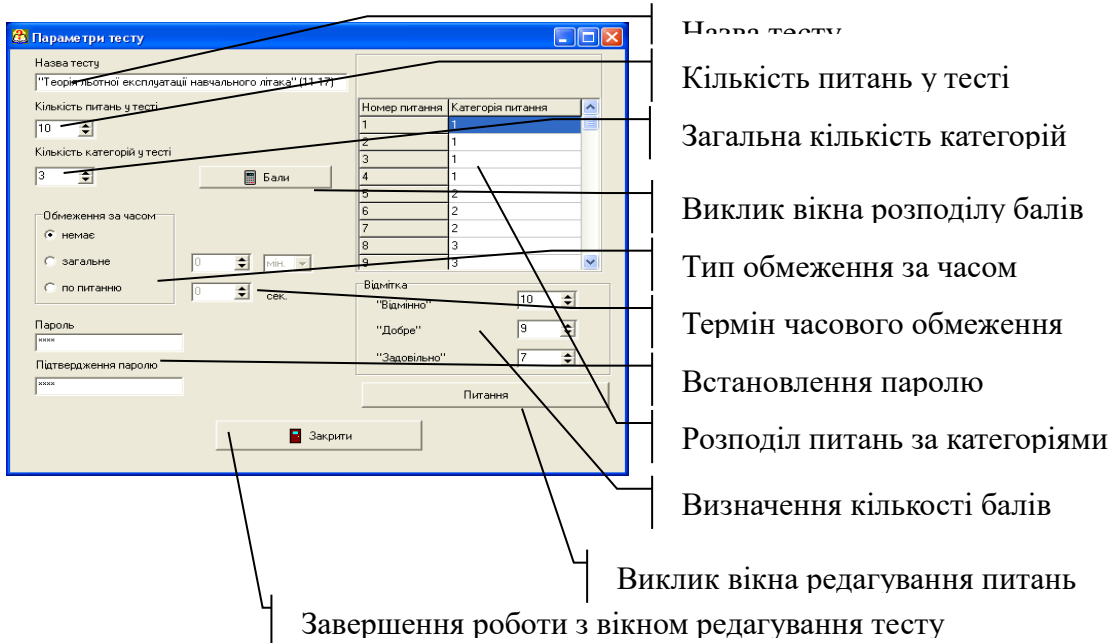 Параметри тесту
Назва тесту
"Теорія льотної експлуатації навчального літака" (11-17)
Кількість питань у тесті
10
Кількість категорій у тесті
3
Бали
Обмеження за часом
немає
загальне
0
мін.
по питанню
0
сек.
Пароль
××××
Підтвердження паролю
××××
Номер питання Категорія питання
1 1
2 1
3 1
4 1
5 2
6 2
7 2
8 3
9 3
Відмітка
"Відмінно" 10
"Добре" 9
"Задовільно" 7
Питання
Закрити
Назва тесту
Кількість питань у тесті
Загальна кількість категорій
Виклик вікна розподілу балів
Тип обмеження за часом
Термін часового обмеження
Встановлення паролю
Розподіл питань за категоріями
Визначення кількості балів
Виклик вікна редагування питань
Завершення роботи з вікном редагування тесту